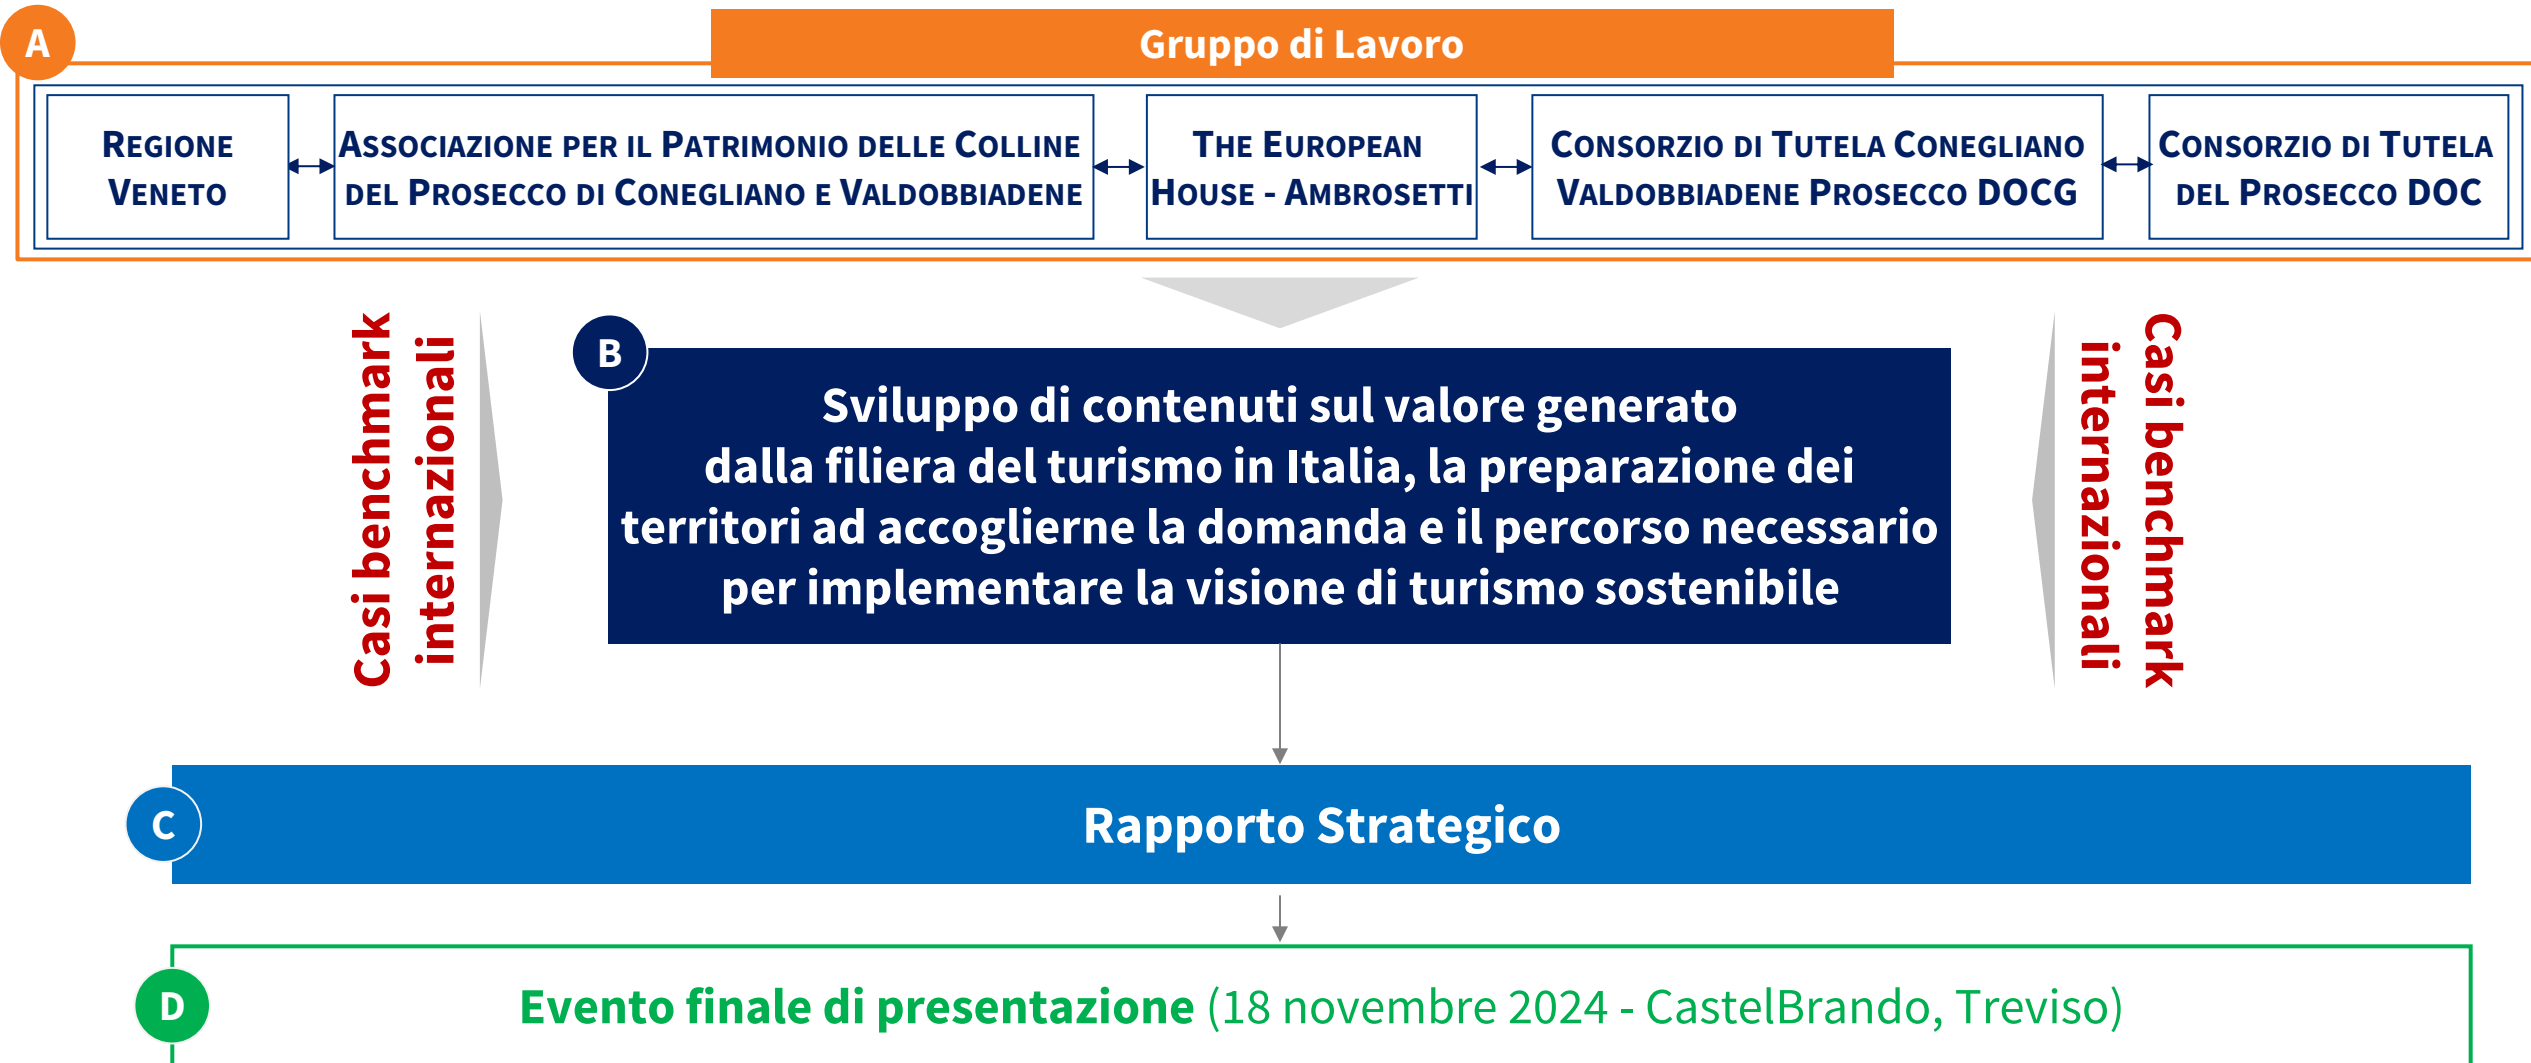 A
Gruppo di Lavoro
REGIONE
VENETO
ASSOCIAZIONE PER IL PATRIMONIO DELLE COLLINE
DEL PROSECCO DI CONEGLIANO E VALDOBBIADENE
THE EUROPEAN
HOUSE - AMBROSETTI
CONSORZIO DI TUTELA CONEGLIANO
VALDOBBIADENE PROSECCO DOCG
CONSORZIO DI TUTELA
DEL PROSECCO DOC
Casi benchmark
internazionali
B
Sviluppo di contenuti sul valore generato
dalla filiera del turismo in Italia, la preparazione dei
territori ad accoglierne la domanda e il percorso necessario
per implementare la visione di turismo sostenibile
Casi benchmark
internazionali
C
Rapporto Strategico
D
Evento finale di presentazione (18 novembre 2024 - CastelBrando, Treviso)